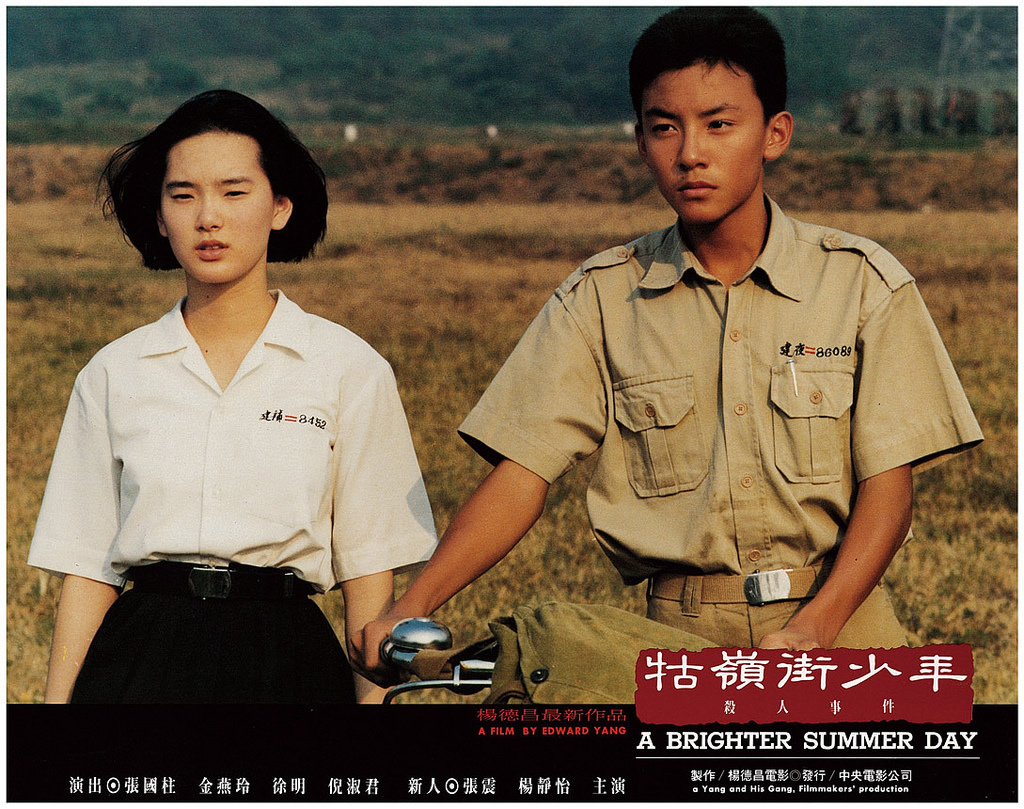 建補=8452
建夜=86089
牯嶺街少年
殺人事件
楊德昌最新作品
A FILM BY EDWARD YANG
A BRIGHTER SUMMER DAY
製作/楊德昌電影◎發行/中央電影公司
a Yang and His Gang, Filmmakers' production
演出⊙張國柱 金燕玲 徐明 倪淑君 新人⊙張震 楊靜怡 主演